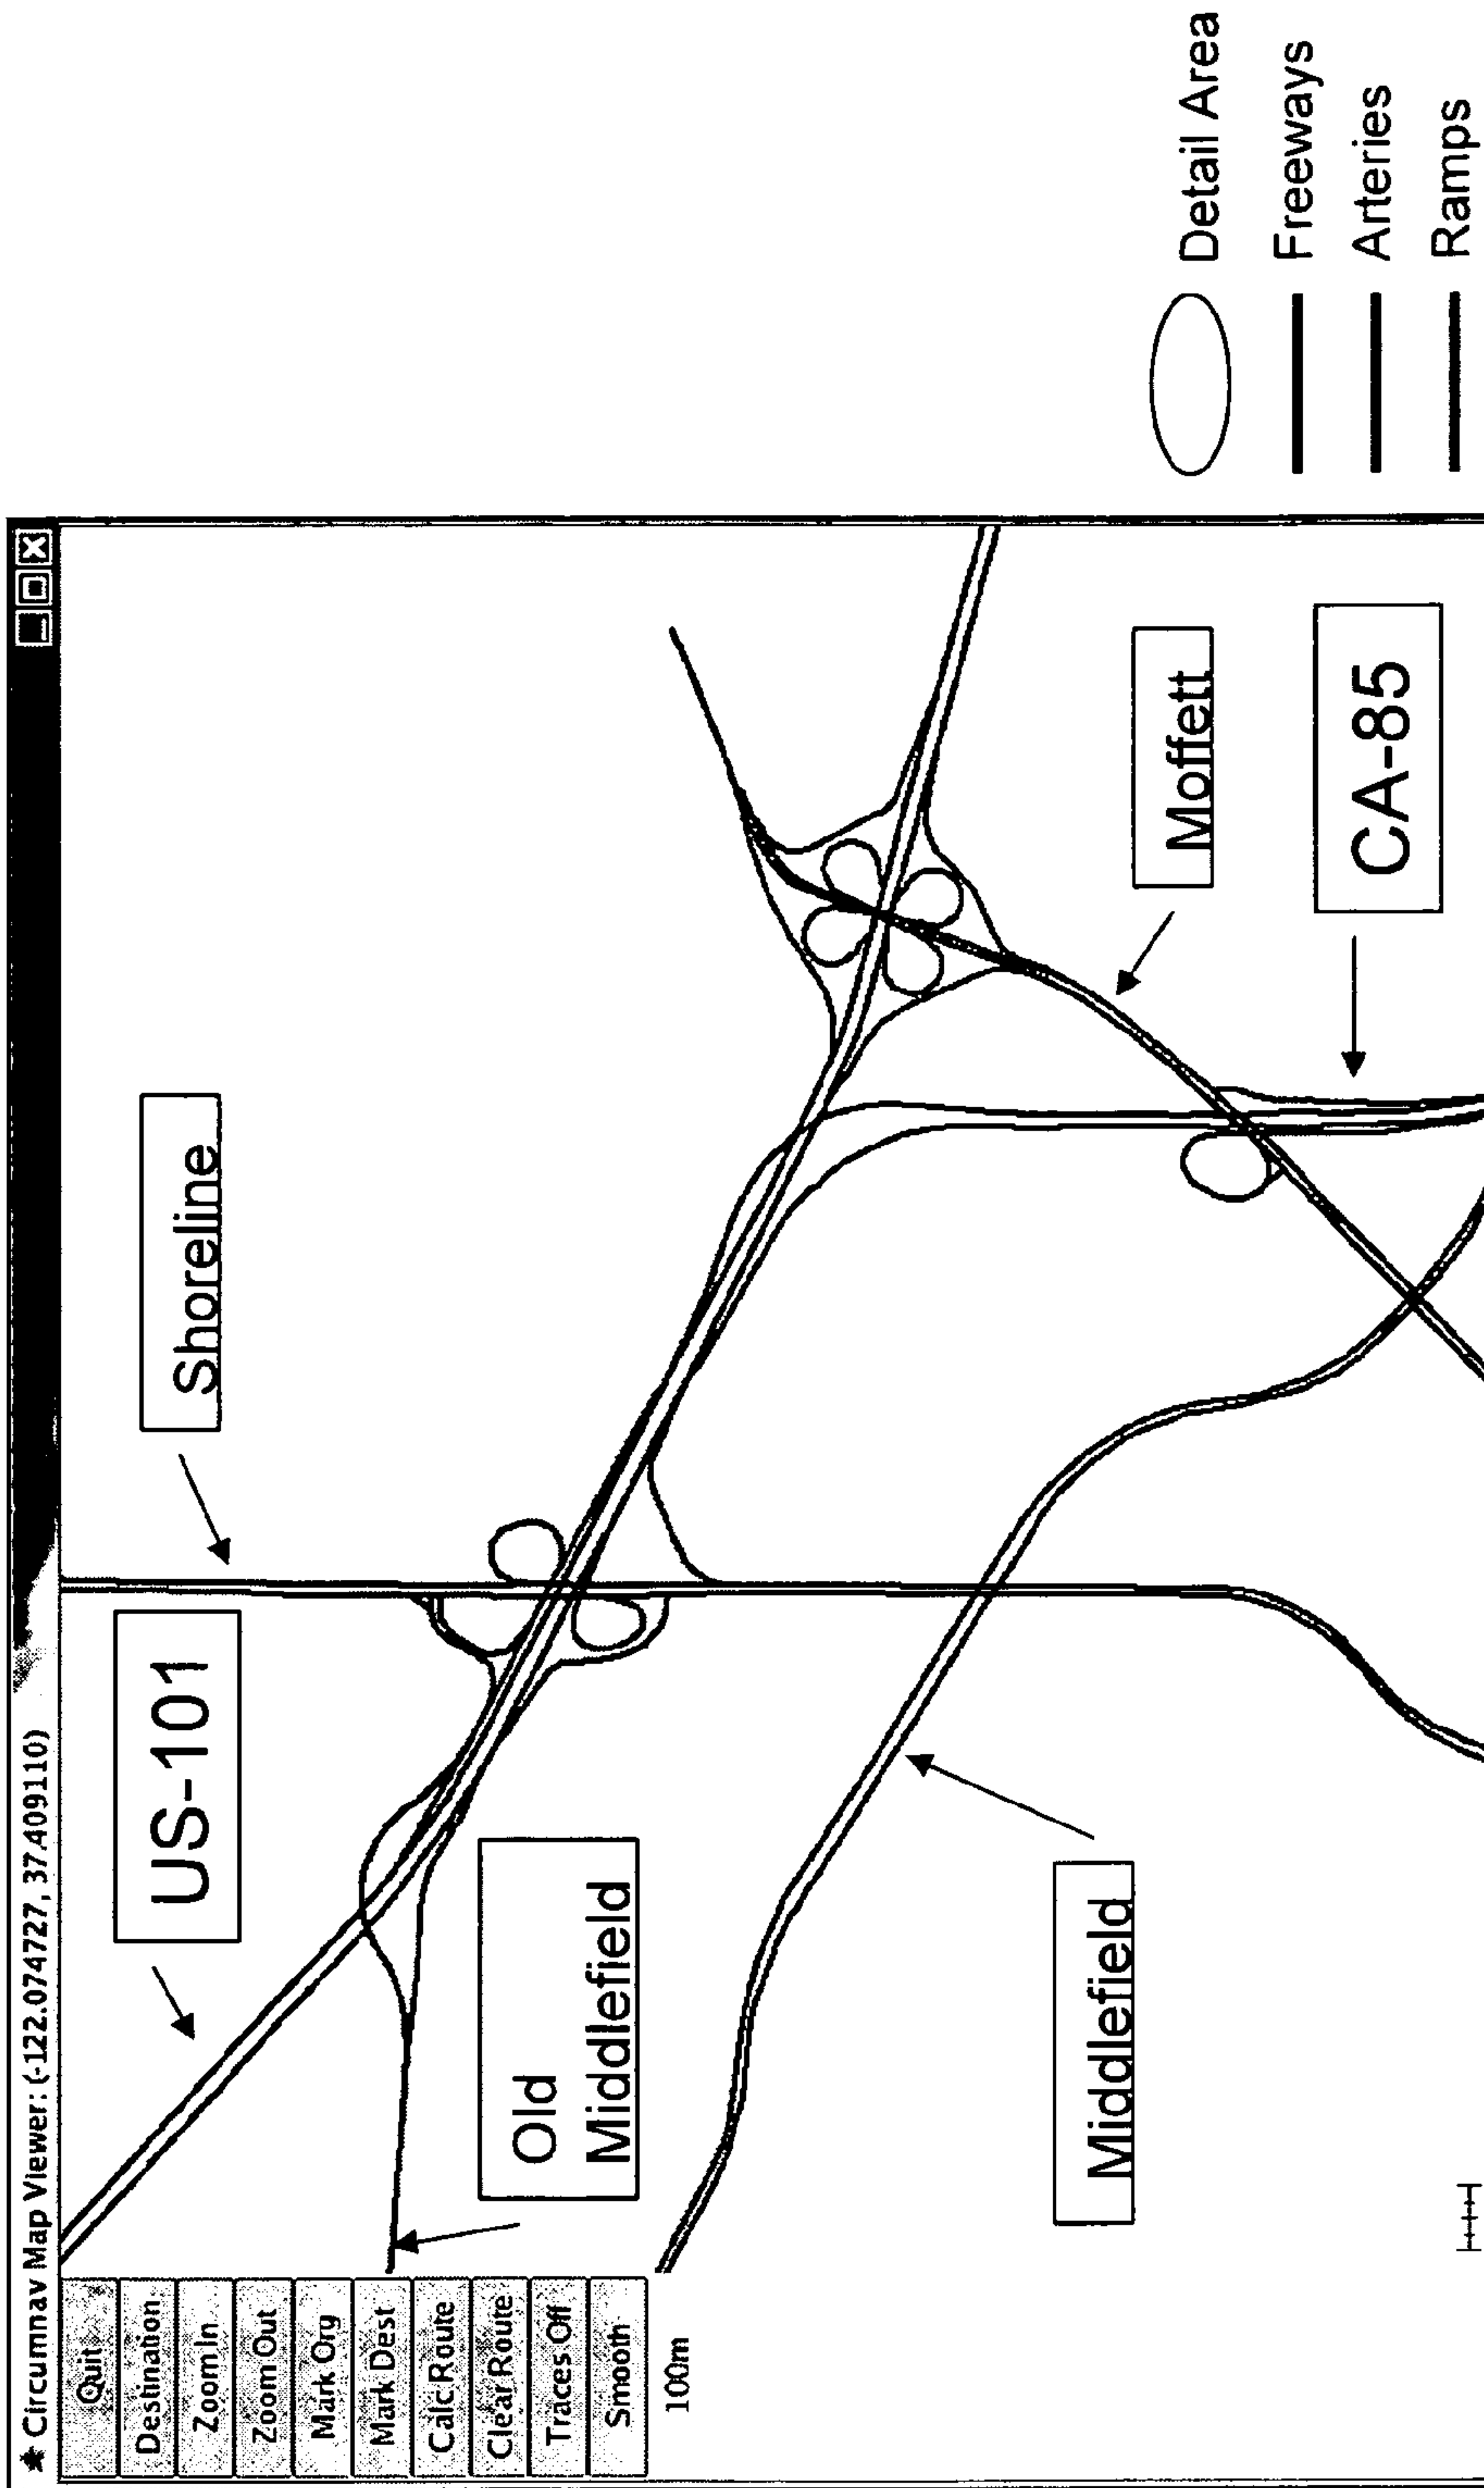 Circumnav Map Viewer: (-122.074727, 37.409110)
Quit
Destination
Zoom In
Zoom Out
Mark Org
Mark Dest
Calc Route
Clear Route
Traces Off
Smooth
100m
US-101
Shoreline
Old
Middlefield
Middlefield
Moffett
CA-85
Detail Area
Freeways
Arteries
Ramps